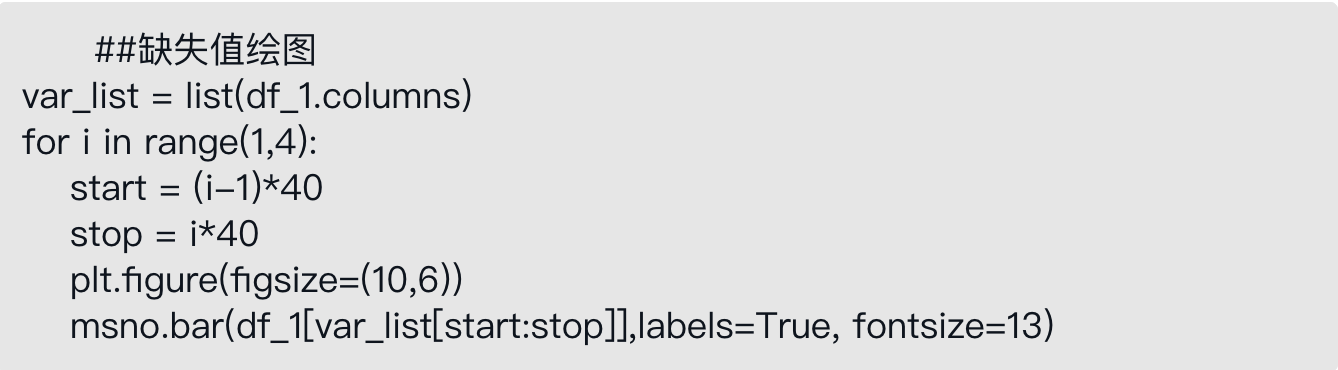 ##缺失值绘图
var_list = list(df_1.columns)
for i in range(1,4):
start = (i-1)*40
stop = i*40
plt.figure(figsize=(10,6))
msno.bar(df_1[var_list[start:stop]],labels=True, fontsize=13)